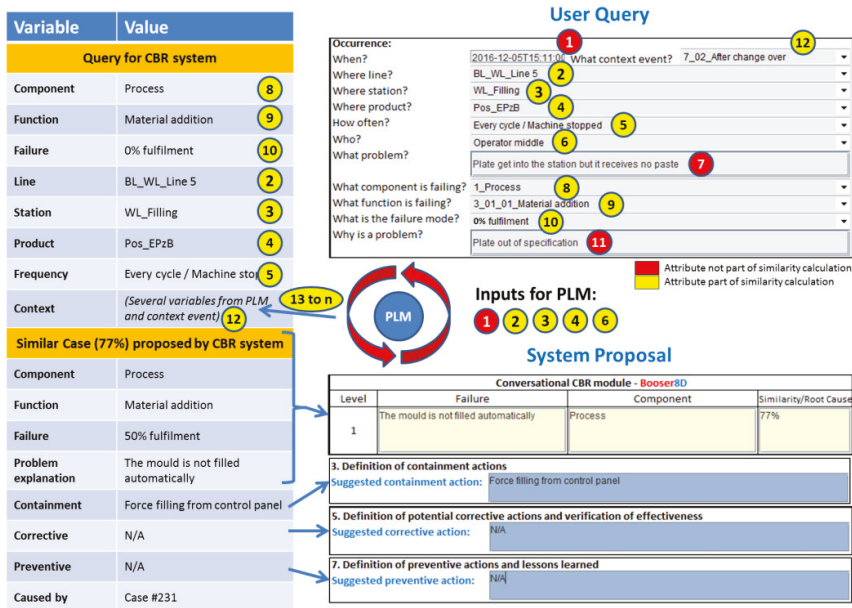 Variable Value
Query for CBR system
Component Process 8
Function Material addition 9
Failure 0% fulfilment 10
Line BL_WL_Line 5 2
Station WL_Filling 3
Product Pos_EPzB 4
Frequency Every cycle / Machine stop 5
Context (Several variables from PLM
and context event) 12
13 to n
Similar Case (77%) proposed by CBR system
Component Process
Function Material addition
Failure 50% fulfilment
Problem
explanation
The mould is not filled
automatically
Containment Force filling from control panel
Corrective N/A
Preventive N/A
Caused by Case #231
User Query
Occurrence: 1 12
When? 2016-12-05T15:11:00 What context event? 7_02_After change over
Where line? BL_WL_Line 5 2
Where station? WL_Filling 3
Where product? Pos_EPzB 4
How often? Every cycle / Machine stopped 5
Who? Operator middle 6
What problem? Plate get into the station but it receives no paste 7
What component is failing? 1_Process 8
What function is failing? 3_01_01_Material addition 9
What is the failure mode? 0% fulfilment 10
Why is a problem? Plate out of specification 11
Attribute not part of similarity calculation
Attribute part of similarity calculation
PLM
Inputs for PLM:
1 2 3 4 6
System Proposal
Conversational CBR module - Booser8D
Level Failure Component Similarity/Root Cause
1 The mould is not filled automatically Process 77%
3. Definition of containment actions
Suggested containment action: Force filling from control panel
5. Definition of potential corrective actions and verification of effectiveness
Suggested corrective action: N/A
7. Definition of preventive actions and lessons learned
Suggested preventive action: N/A